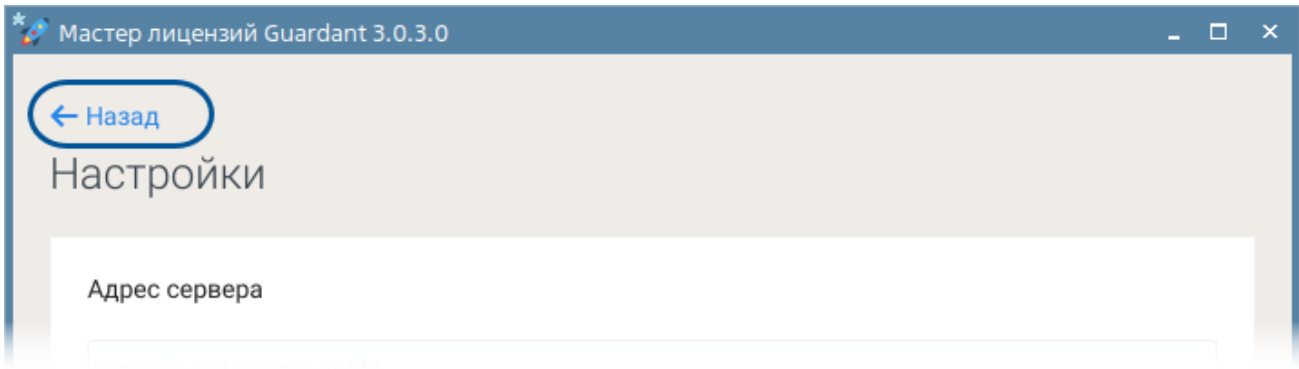 Мастер лицензий Guardant 3.0.3.0
← Назад
Настройки
Адрес сервера